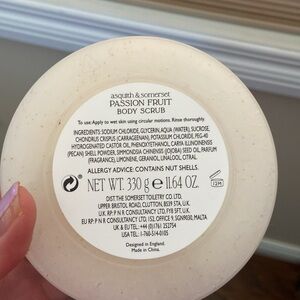 asquith & somerset
PASSION FRUIT
BODY SCRUB
To use: Apply to wet skin using circular motions. Rinse thoroughly.
INGREDIENTS: SODIUM CHLORIDE, GLYCERIN, AQUA (WATER), SUCROSE,
CHONDRUS CRISPUS (CARRAGEENAN), POTASSIUM CHLORIDE, PEG-40
HYDROGENATED CASTOR OIL, PHENOXYETHANOL, CARYA ILLINOINENSIS
(PECAN) SHELL POWDER, SIMMONDSIA CHINENSIS (JOJOBA) SEED OIL, PARFUM
(FRAGRANCE), LIMONENE, GERANIOL, LINALOOL, CITRAL.
ALLERGY ADVICE: CONTAINS NUT SHELLS.
NET WT. 330 g e 11.64 OZ.
12M
DIST. THE SOMERSET TOILETRY CO. LTD.
UPPER BRISTOL ROAD, CLUTTON, BS39 5TA, U.K.
UK RP: P N R CONSULTANCY LTD, FY8 5FT, U.K.
EU RP: P N R CONSULTANCY LTD, 152, OFFICE 9, SGN9030, MALTA
UK & EU TEL: +44 (0)1761 252754
US TEL: 1-760-514-0105
Designed in England.
Made in China.